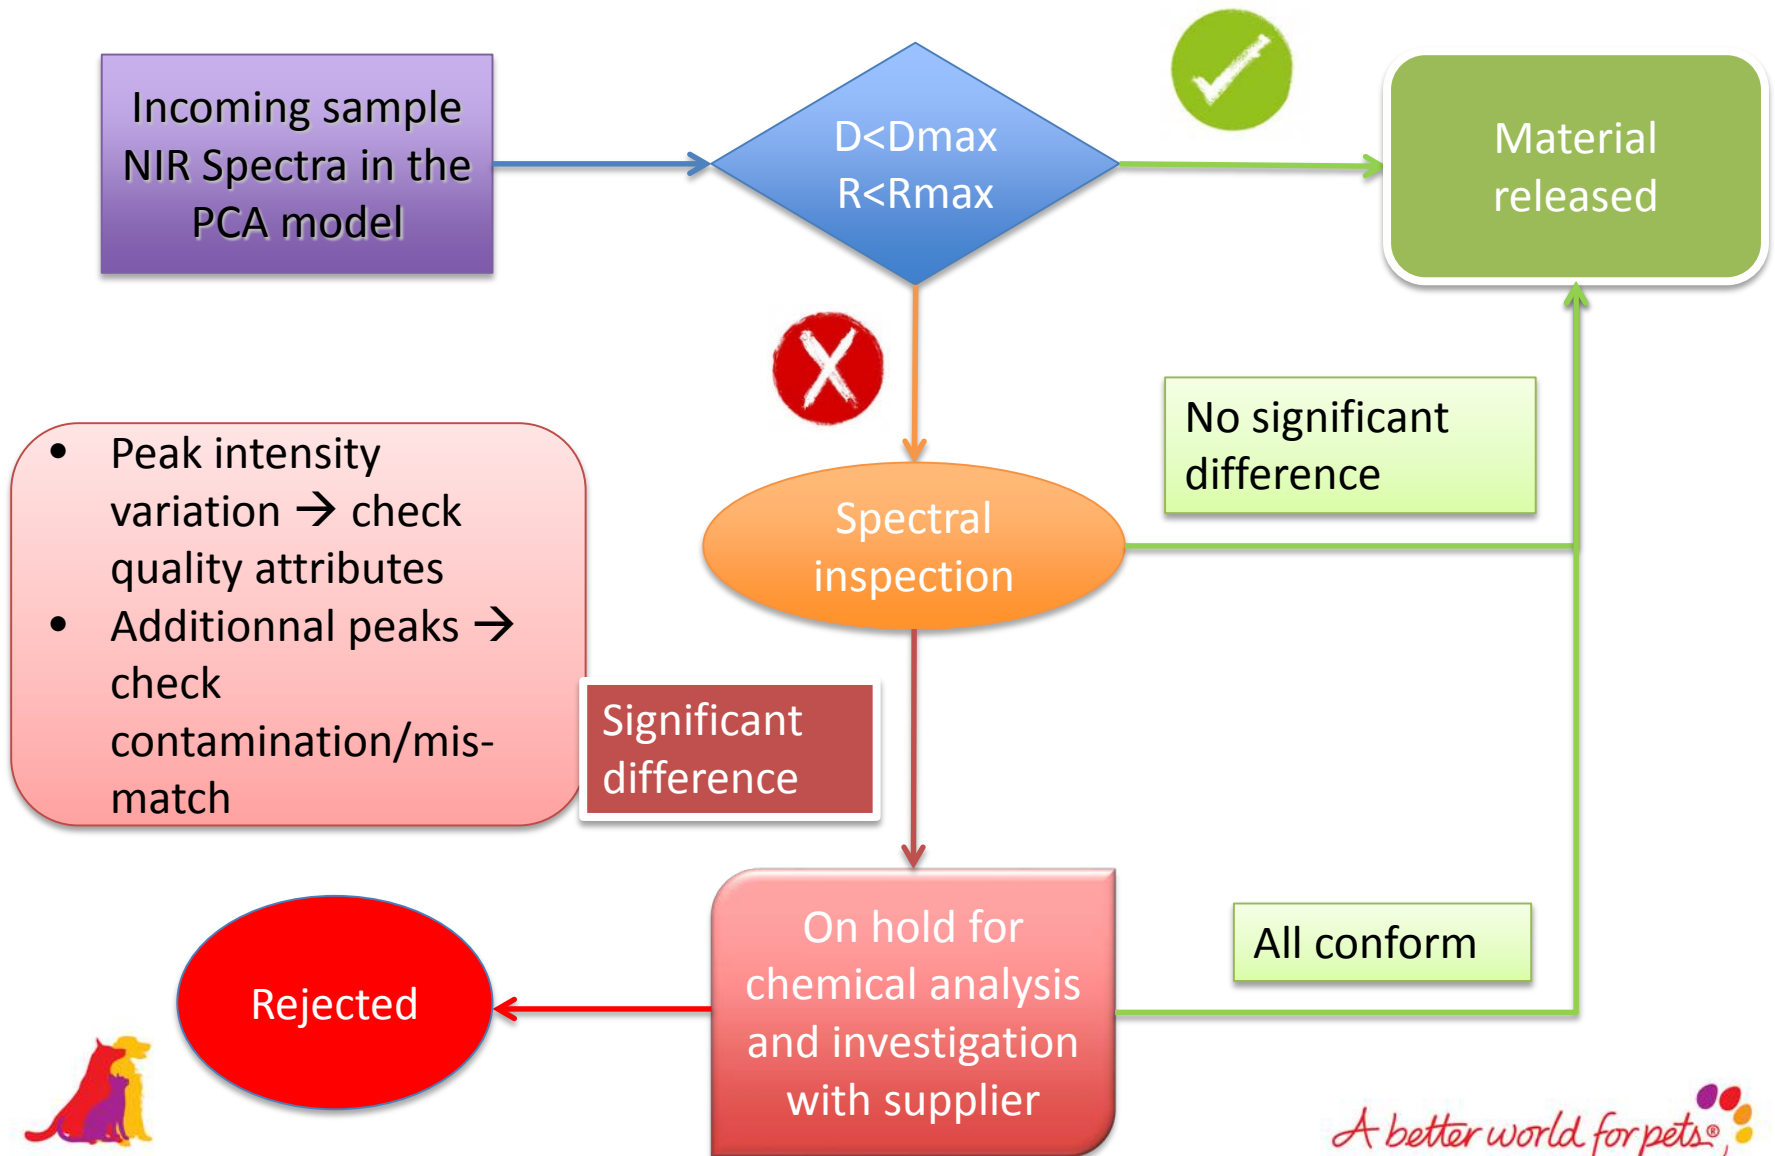 Incoming sample
NIR Spectra in the
PCA model
D<Dmax
R<Rmax
Material
released
No significant
difference
• Peak intensity
variation → check
quality attributes
• Additionnal peaks →
check
contamination/mis-
match
Spectral
inspection
Significant
difference
On hold for
chemical analysis
and investigation
with supplier
All conform
Rejected
A better world for pets®